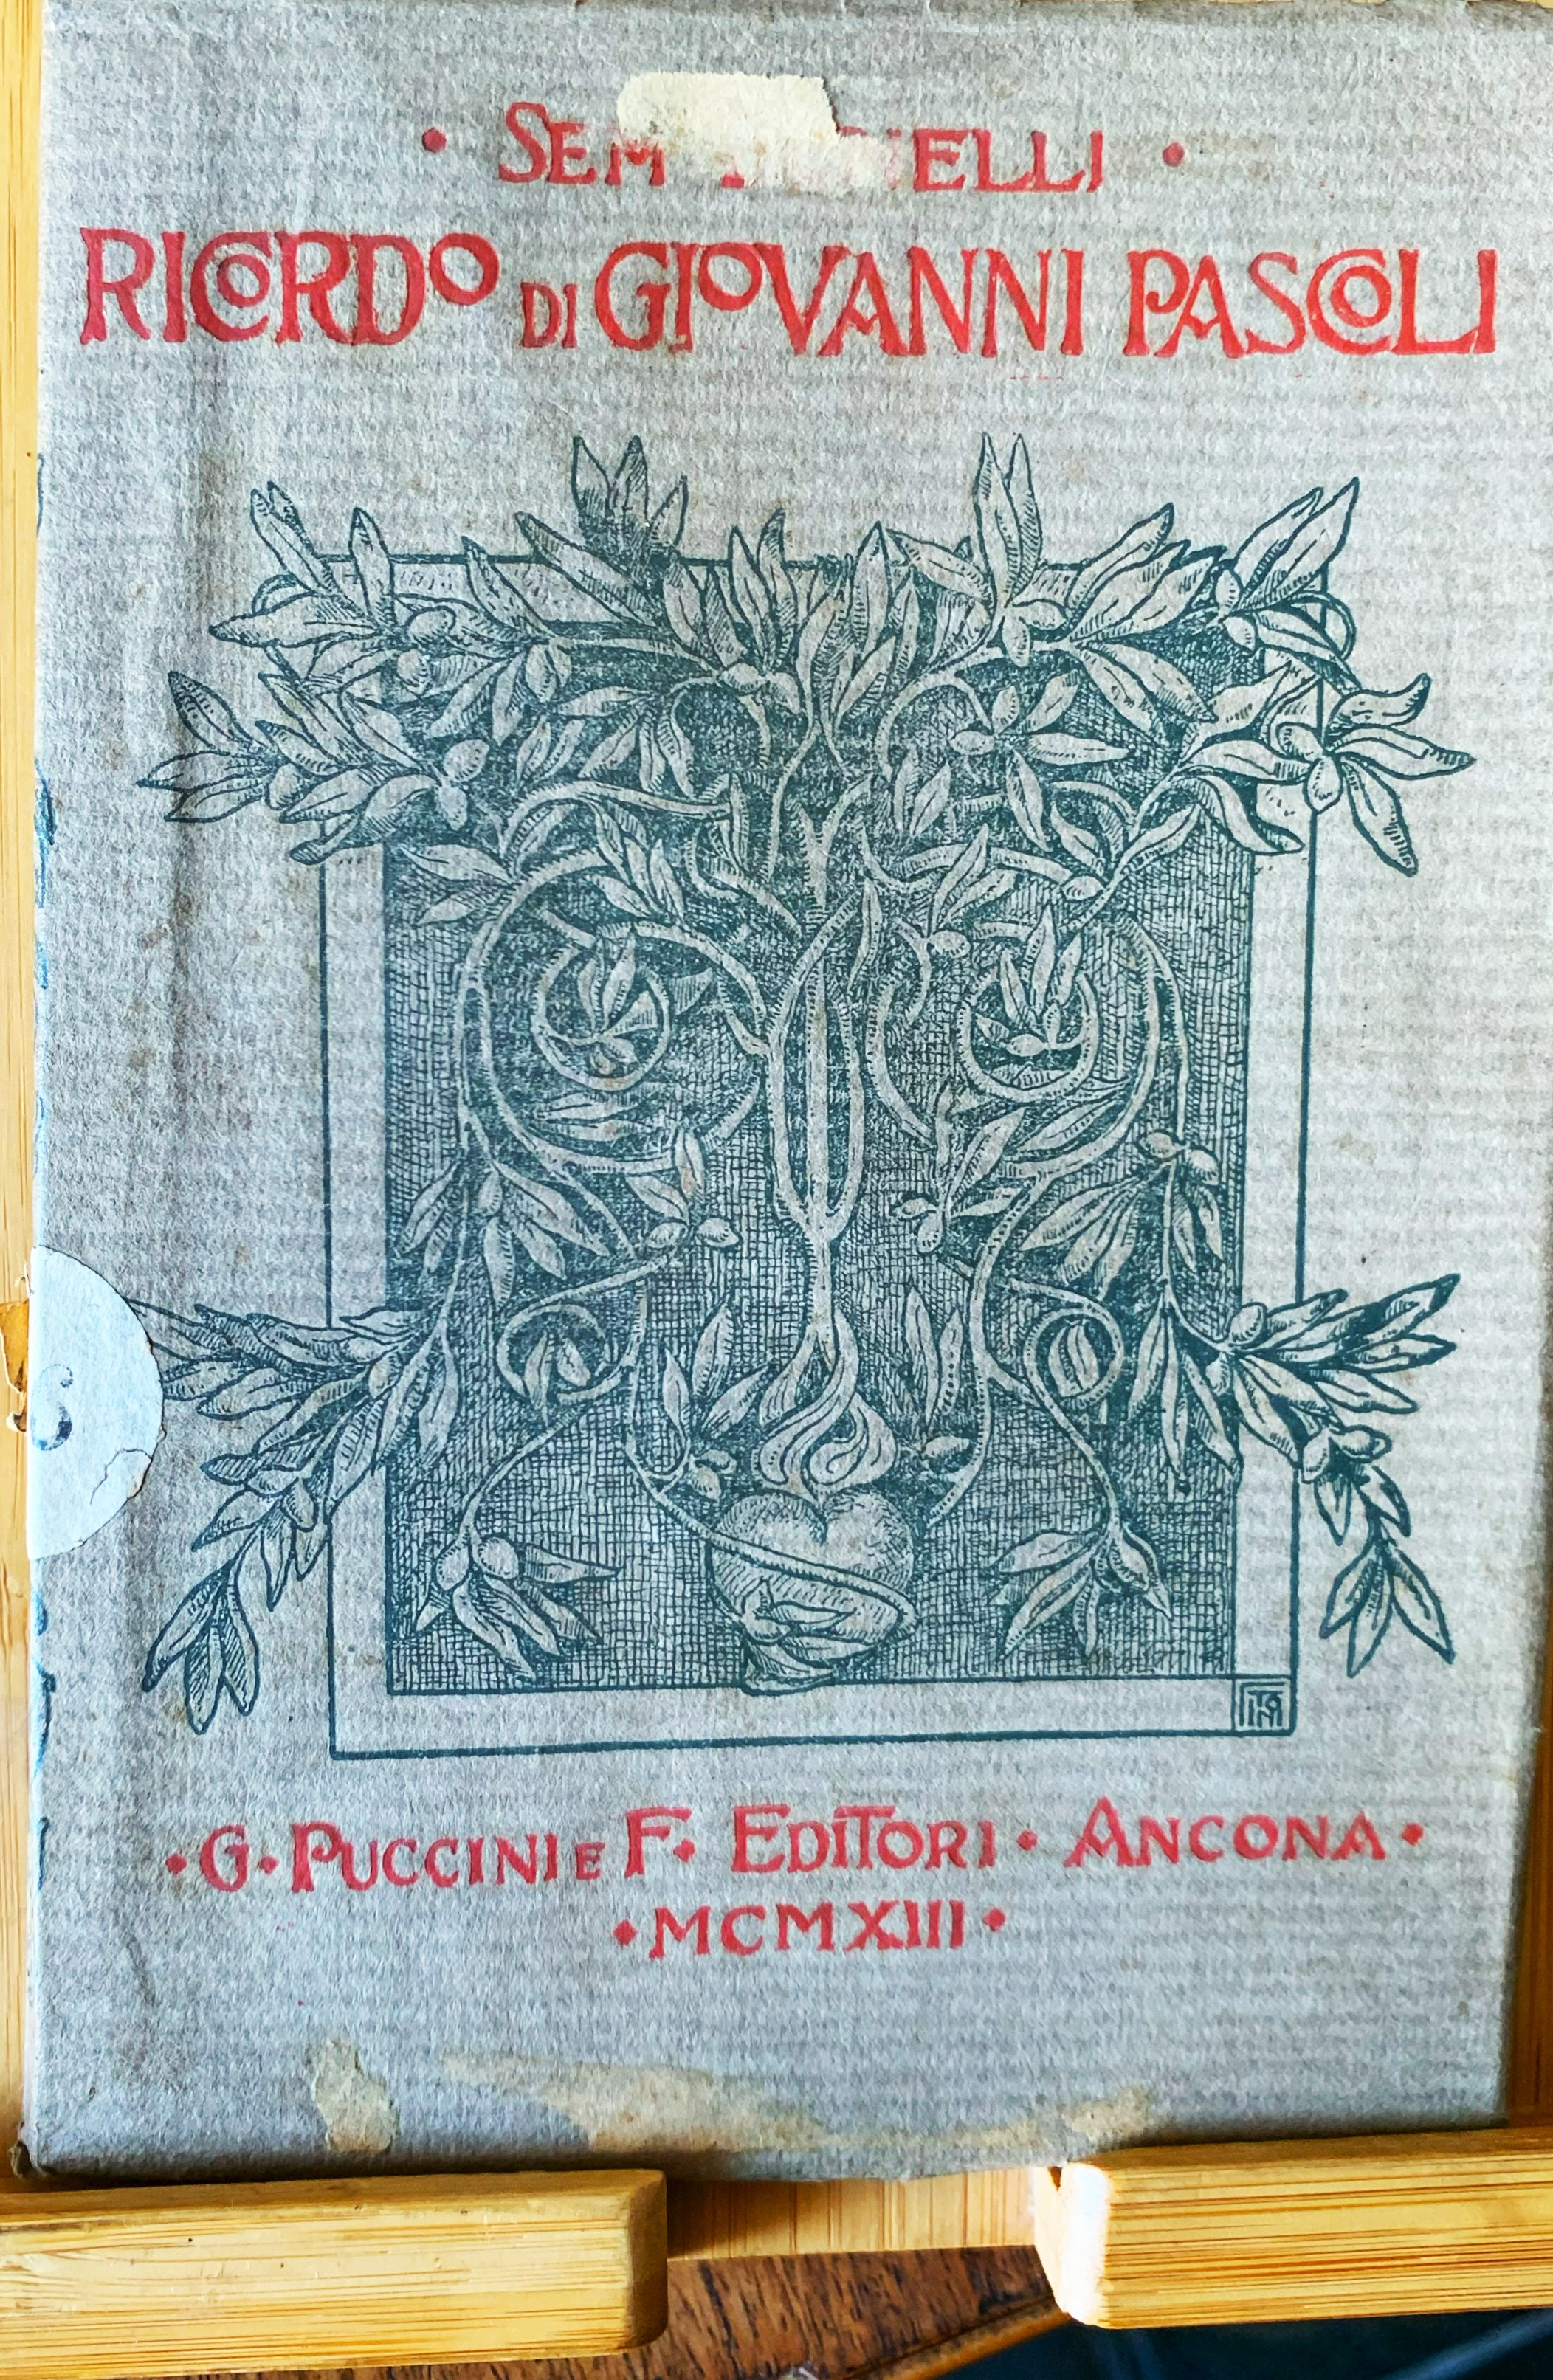 • SEM
RICORDO DI GIOVANNI PASCOLI
• G • PUCCINI E F • EDITORI • ANCONA •
• MCMXIII •